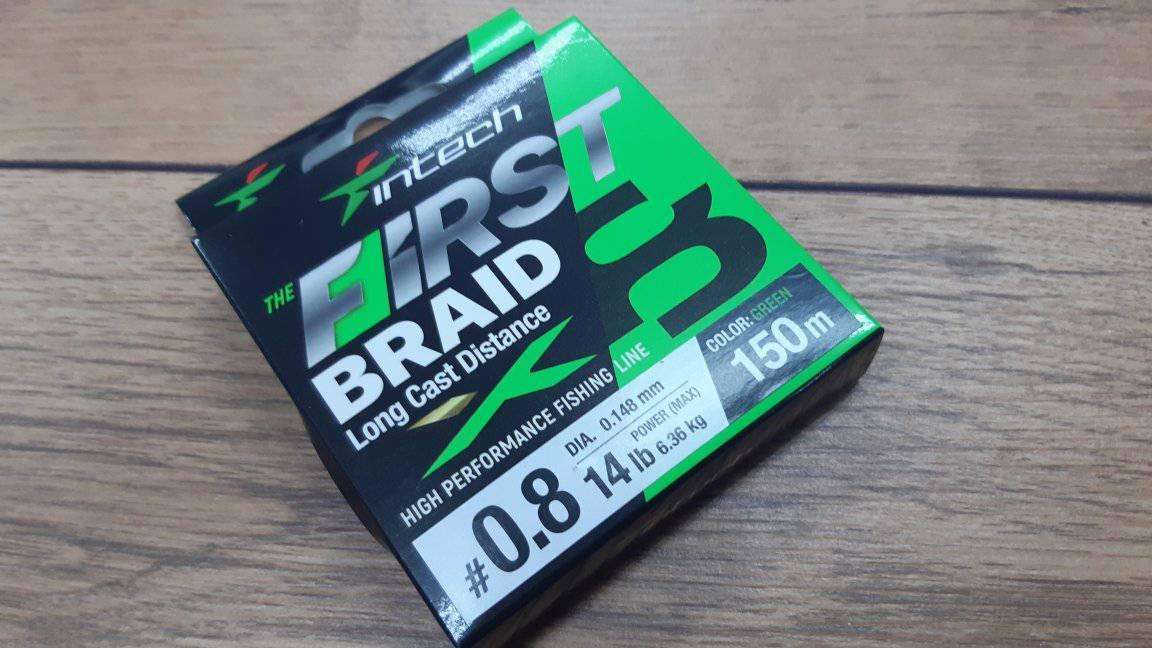 intech
THE FIRST
BRAID
Long Cast Distance
HIGH PERFORMANCE FISHING LINE
COLOR: GREEN
150m
#0.8
DIA. 0.148 mm
POWER (MAX)
14 lb 6.36 kg